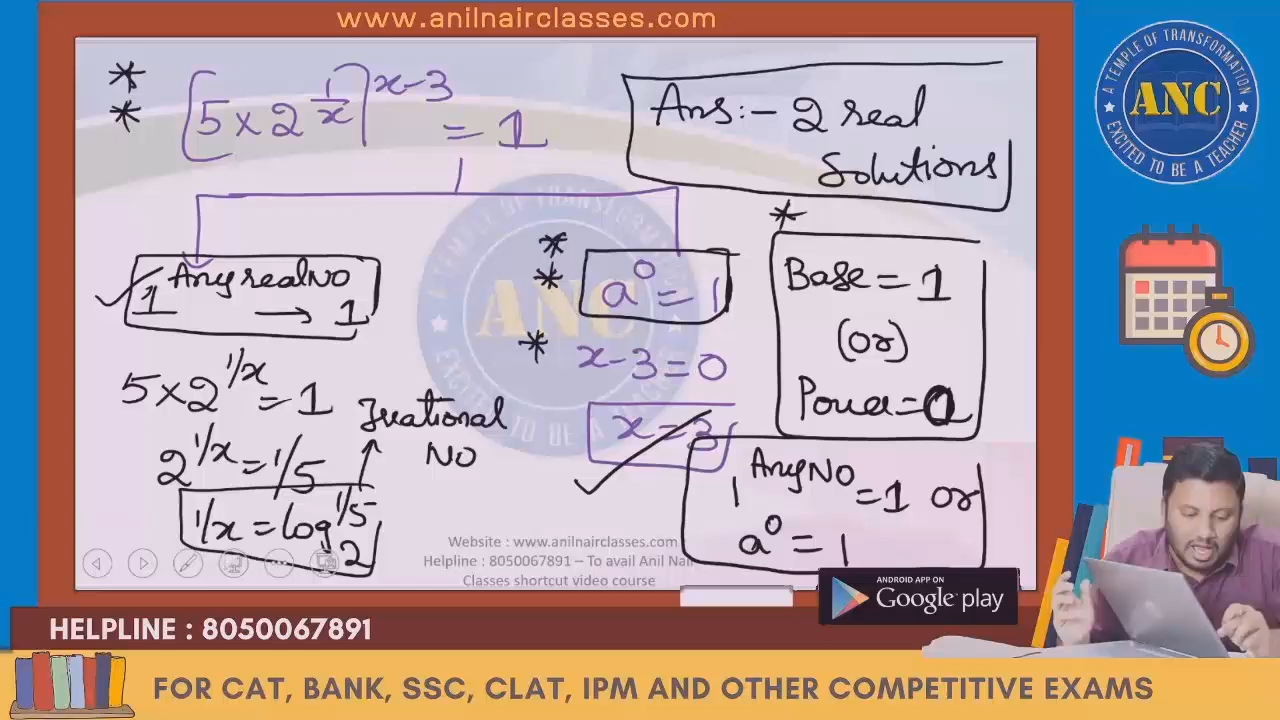 www.anilnairclasses.com
A TEMPLE OF TRANSFORMATION
ANC
EXCITED TO BE A TEACHER
* [5 × 2^(1/x)]^(x-3) = 1
*
Ans:- 2 real
Solutions
1^(Any real No) → 1
* a^0 = 1
*
5 × 2^(1/x) = 1
2^(1/x) = 1/5
1/x = log 1/5 2
Irrational
No
* x-3 = 0
x = 3
*
Base = 1
(or)
Power = 0
1^(Any No) = 1 or
a^0 = 1
Website : www.anilnairclasses.com
Helpline : 8050067891 – To avail Anil Nair
Classes shortcut video course
ANDROID APP ON
Google play
HELPLINE : 8050067891
FOR CAT, BANK, SSC, CLAT, IPM AND OTHER COMPETITIVE EXAMS